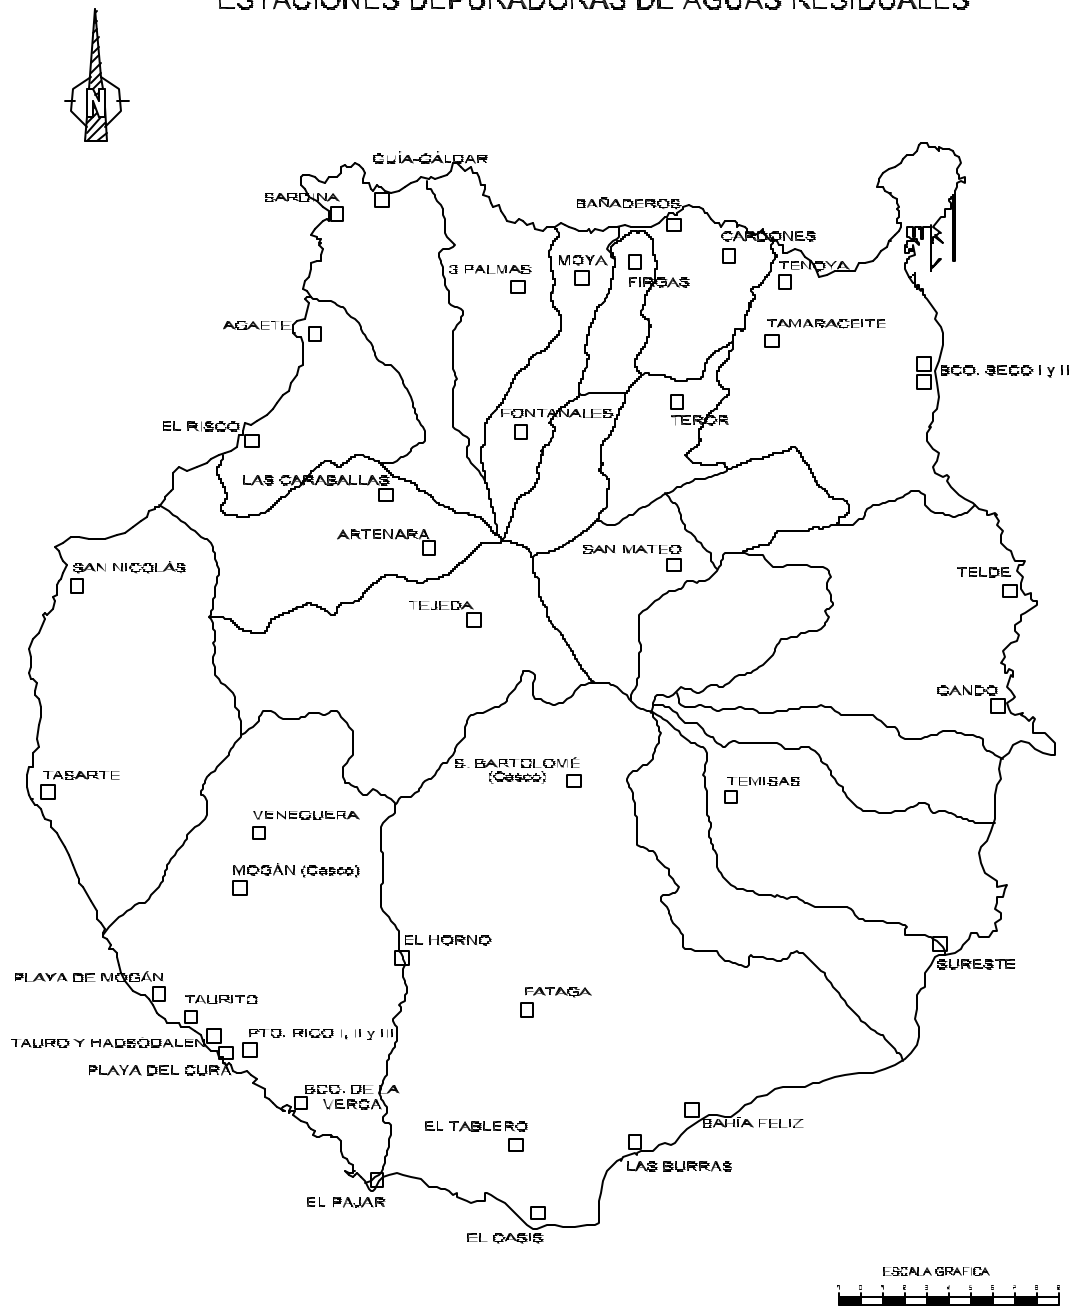 ESTACIONES DEPURADORAS DE AGUAS RESIDUALES
N
GUÍA-GÁLDAR
SARDINA
BAÑADEROS
CARDONES
3 PALMAS
MOYA
FIRGAS
TENOYA
AGAETE
TAMARACEITE
BCO. SECO I y II
EL RISCO
FONTANALES
TEROR
LAS CARABALLAS
ARTENARA
SAN MATEO
SAN NICOLÁS
TELDE
TEJEDA
GANDO
TASARTE
S. BARTOLOMÉ
(Casco)
TEMISAS
VENEGUERA
MOGÁN (Casco)
EL HORNO
SURESTE
PLAYA DE MOGÁN
TAURITO
FATAGA
PTO. RICO I, II y III
TAURO Y HADSODALEN
PLAYA DEL CURA
BCO. DE LA
VERGA
EL TABLERO
BAHÍA FELIZ
LAS BURRAS
EL PAJAR
EL OASIS
ESCALA GRAFICA